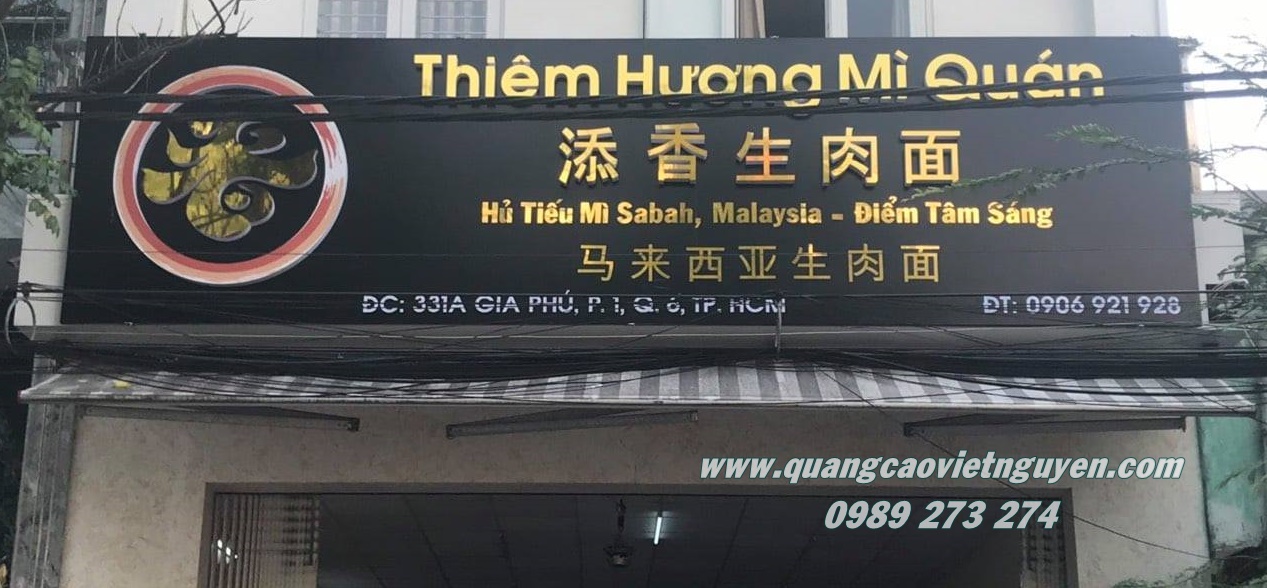 Thiêm Hương Mì Quán
添香生肉面
Hủ Tiếu Mì Sabah, Malaysia - Điểm Tâm Sáng
马来西亚生肉面
ĐC: 331A GIA PHÚ, P. 1, Q. 6, TP. HCM
ĐT: 0906 921 928
www.quangcaovietnguyen.com
0989 273 274